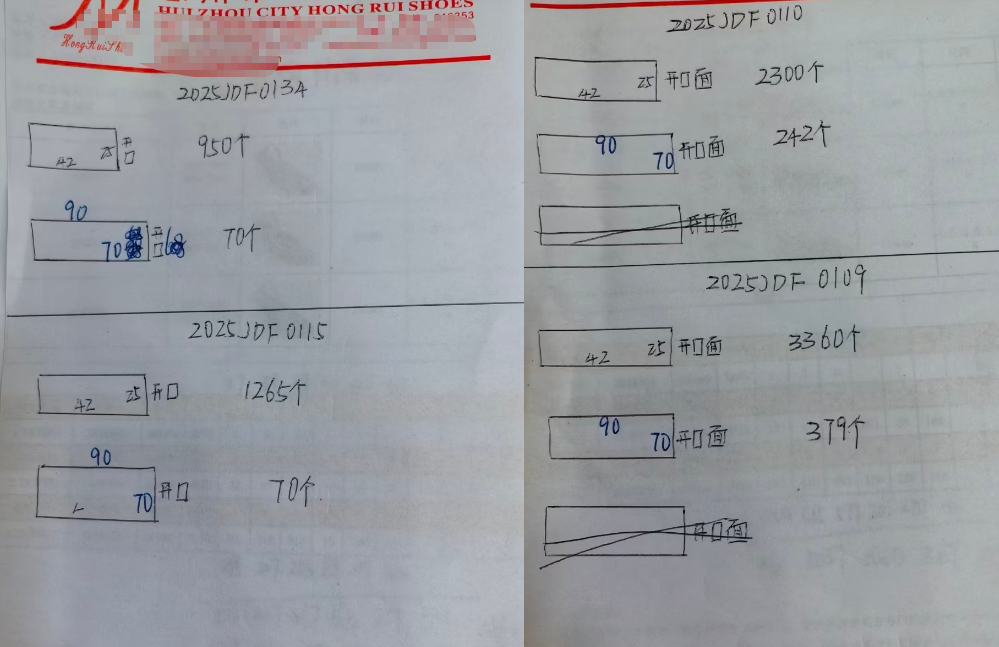 HUIZHOU CITY HONG RUI SHOES
HongRuiShi
2025JDF0134
42 25 开口 950个
90
70 开口 70个
2025JDF0115
42 25 开口 1265个
90
70 开口 70个
2025JDF0110
42 25 开口面 2300个
90 70 开口面 242个
开口面
2025JDF 0109
42 25 开口面 3360个
90 70 开口面 379个
开口面